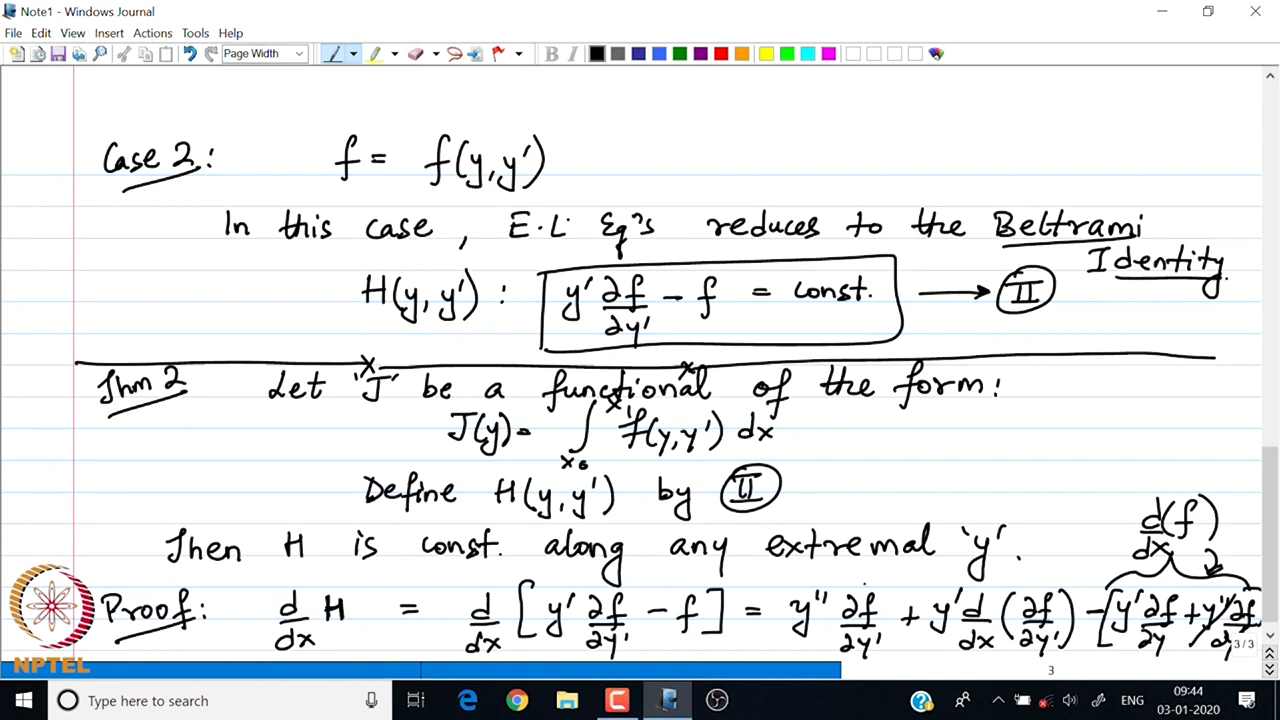 Note1 - Windows Journal
File Edit View Insert Actions Tools Help
Page Width
Case 2: f = f(y,y')
In this case, E.L Eq^ns reduces to the Beltrami
Identity.
H(y, y') : y' ∂f/∂y' - f = const. → II
Thm 2 Let 'J' be a functional of the form:
J(y) = ∫_{x_0}^{x_1} f(y,y') dx
Define H(y, y') by II
Then H is const. along any extremal 'y'.
d/dx (f)
Proof: d/dx H = d/dx [ y' ∂f/∂y' - f ] = y'' ∂f/∂y' + y' d/dx (∂f/∂y') - [ y' ∂f/∂y + y'' ∂f/∂y'
3/3
NPTEL
3
Type here to search
ENG
09:44
03-01-2020